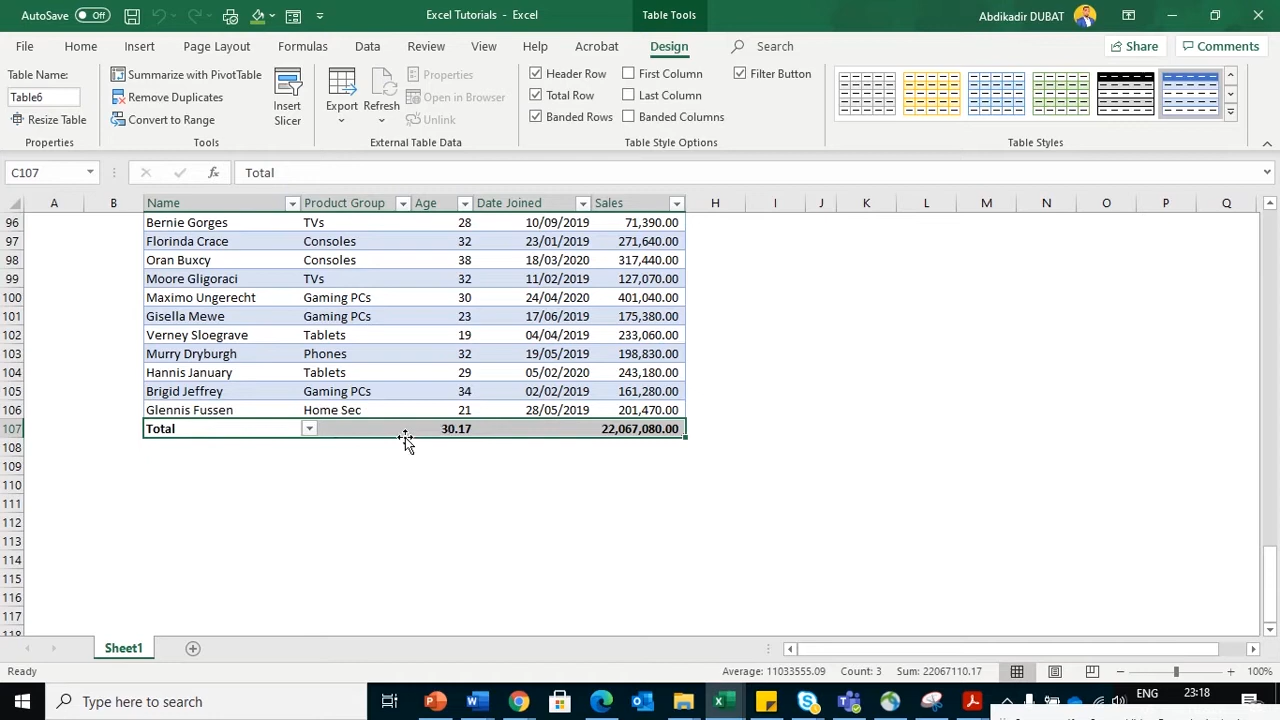 AutoSave Off Excel Tutorials - Excel Table Tools Abdikadir DUBAT
File Home Insert Page Layout Formulas Data Review View Help Acrobat Design Search Share Comments
Table Name: Summarize with PivotTable Properties Header Row First Column Filter Button
Table6 Remove Duplicates Insert Slicer Export Refresh Open in Browser Total Row Last Column
Resize Table Convert to Range Unlink Banded Rows Banded Columns
Properties Tools External Table Data Table Style Options Table Styles
C107 fx Total
A B Name Product Group Age Date Joined Sales H I J K L M N O P Q
96 Bernie Gorges TVs 28 10/09/2019 71,390.00
97 Florinda Crace Consoles 32 23/01/2019 271,640.00
98 Oran Buxcy Consoles 38 18/03/2020 317,440.00
99 Moore Gligoraci TVs 32 11/02/2019 127,070.00
100 Maximo Ungerecht Gaming PCs 30 24/04/2020 401,040.00
101 Gisella Mewe Gaming PCs 23 17/06/2019 175,380.00
102 Verney Sloegrave Tablets 19 04/04/2019 233,060.00
103 Murry Dryburgh Phones 32 19/05/2019 198,830.00
104 Hannis January Tablets 29 05/02/2020 243,180.00
105 Brigid Jeffrey Gaming PCs 34 02/02/2019 161,280.00
106 Glennis Fussen Home Sec 21 28/05/2019 201,470.00
107 Total 30.17 22,067,080.00
108
109
110
111
112
113
114
115
116
117
118
Sheet1
Ready Average: 11033555.09 Count: 3 Sum: 22067110.17 100%
Type here to search ENG 23:18